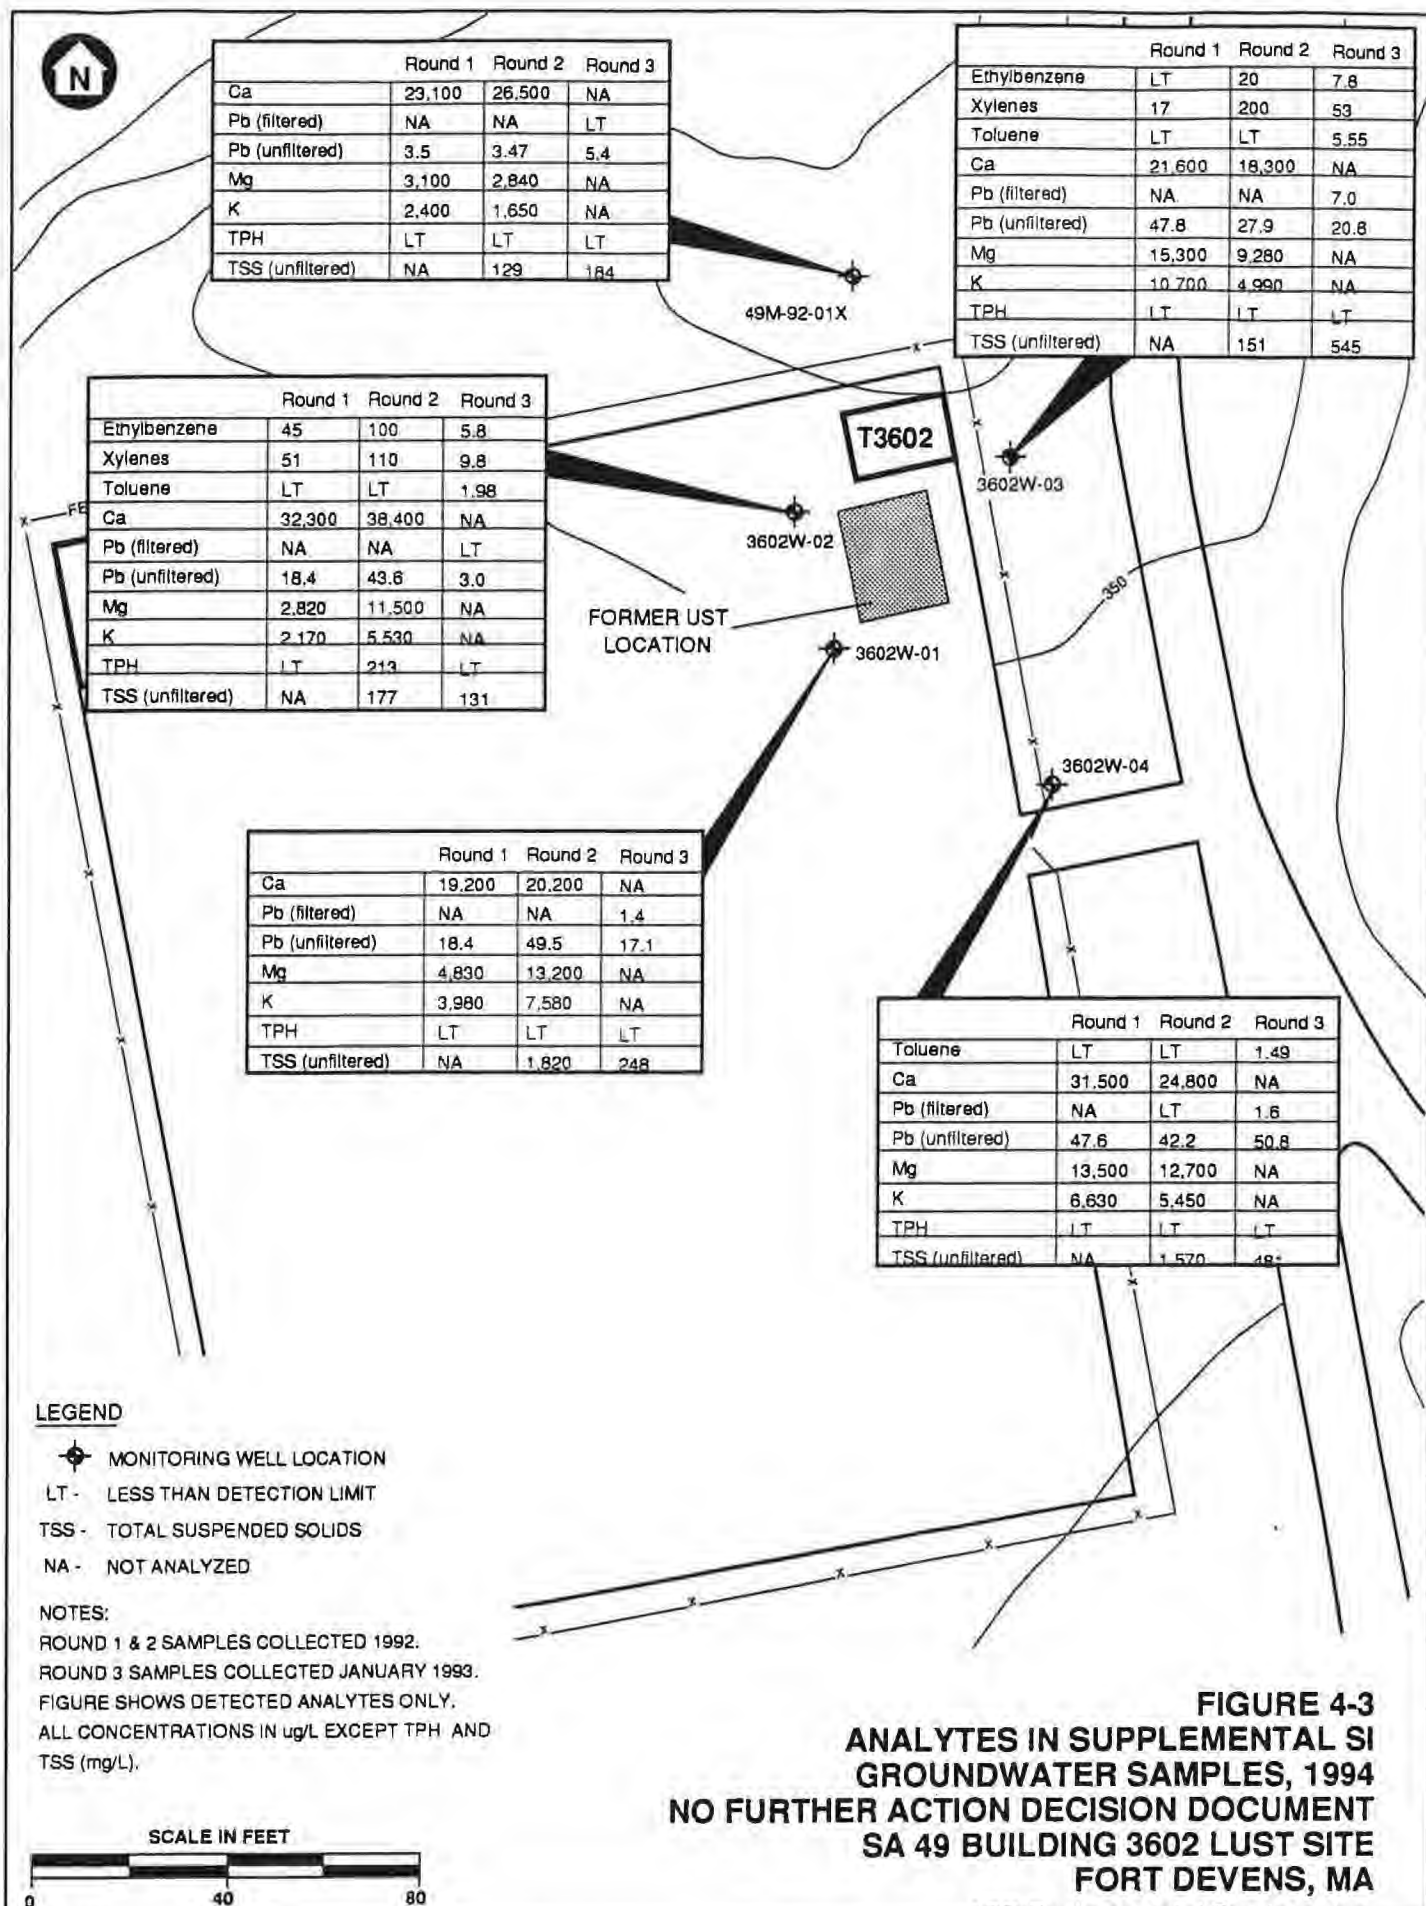 N
Round 1 Round 2 Round 3
Ca 23,100 26,500 NA
Pb (filtered) NA NA LT
Pb (unfiltered) 3.5 3.47 5.4
Mg 3,100 2,840 NA
K 2,400 1,650 NA
TPH LT LT LT
TSS (unfiltered) NA 129 184
Round 1 Round 2 Round 3
Ethylbenzene LT 20 7.8
Xylenes 17 200 53
Toluene LT LT 5.55
Ca 21,600 18,300 NA
Pb (filtered) NA NA 7.0
Pb (unfiltered) 47.8 27.9 20.8
Mg 15,300 9,280 NA
K 10,700 4,990 NA
TPH LT LT LT
TSS (unfiltered) NA 151 545
49M-92-01X
Round 1 Round 2 Round 3
Ethylbenzene 45 100 5.8
Xylenes 51 110 9.8
Toluene LT LT 1.98
Ca 32,300 38,400 NA
Pb (filtered) NA NA LT
Pb (unfiltered) 18.4 43.6 3.0
Mg 2,820 11,500 NA
K 2,170 5,530 NA
TPH LT 213 LT
TSS (unfiltered) NA 177 131
T3602
3602W-03
3602W-02
FE
350
FORMER UST
LOCATION
3602W-01
3602W-04
Round 1 Round 2 Round 3
Ca 19,200 20,200 NA
Pb (filtered) NA NA 1.4
Pb (unfiltered) 18.4 49.5 17.1
Mg 4,830 13,200 NA
K 3,980 7,580 NA
TPH LT LT LT
TSS (unfiltered) NA 1,820 248
Round 1 Round 2 Round 3
Toluene LT LT 1.49
Ca 31,500 24,800 NA
Pb (filtered) NA LT 1.6
Pb (unfiltered) 47.6 42.2 50.8
Mg 13,500 12,700 NA
K 6,630 5,450 NA
TPH LT LT LT
TSS (unfiltered) NA 1,570
LEGEND
MONITORING WELL LOCATION
LT - LESS THAN DETECTION LIMIT
TSS - TOTAL SUSPENDED SOLIDS
NA - NOT ANALYZED
NOTES:
ROUND 1 & 2 SAMPLES COLLECTED 1992.
ROUND 3 SAMPLES COLLECTED JANUARY 1993.
FIGURE SHOWS DETECTED ANALYTES ONLY.
ALL CONCENTRATIONS IN ug/L EXCEPT TPH AND
TSS (mg/L).
SCALE IN FEET
0 40 80
FIGURE 4-3
ANALYTES IN SUPPLEMENTAL SI
GROUNDWATER SAMPLES, 1994
NO FURTHER ACTION DECISION DOCUMENT
SA 49 BUILDING 3602 LUST SITE
FORT DEVENS, MA